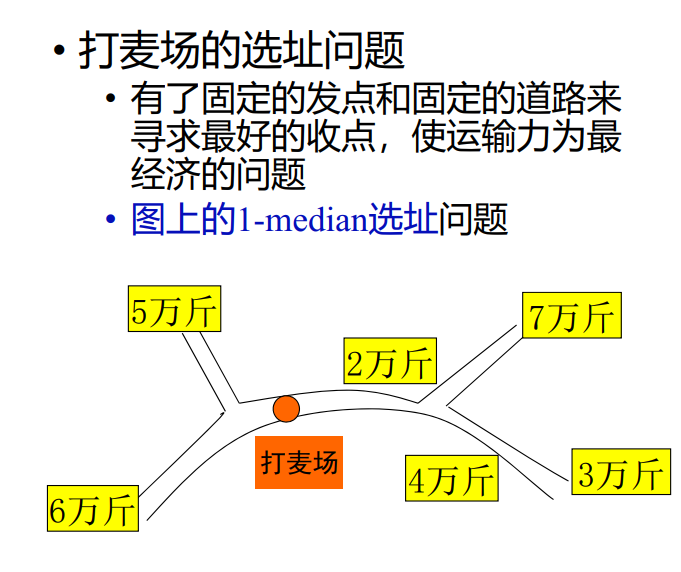 • 打麦场的选址问题
• 有了固定的发点和固定的道路来
寻求最好的收点，使运输力为最
经济的问题
• 图上的1-median选址问题
5万斤
7万斤
2万斤
打麦场
4万斤
3万斤
6万斤